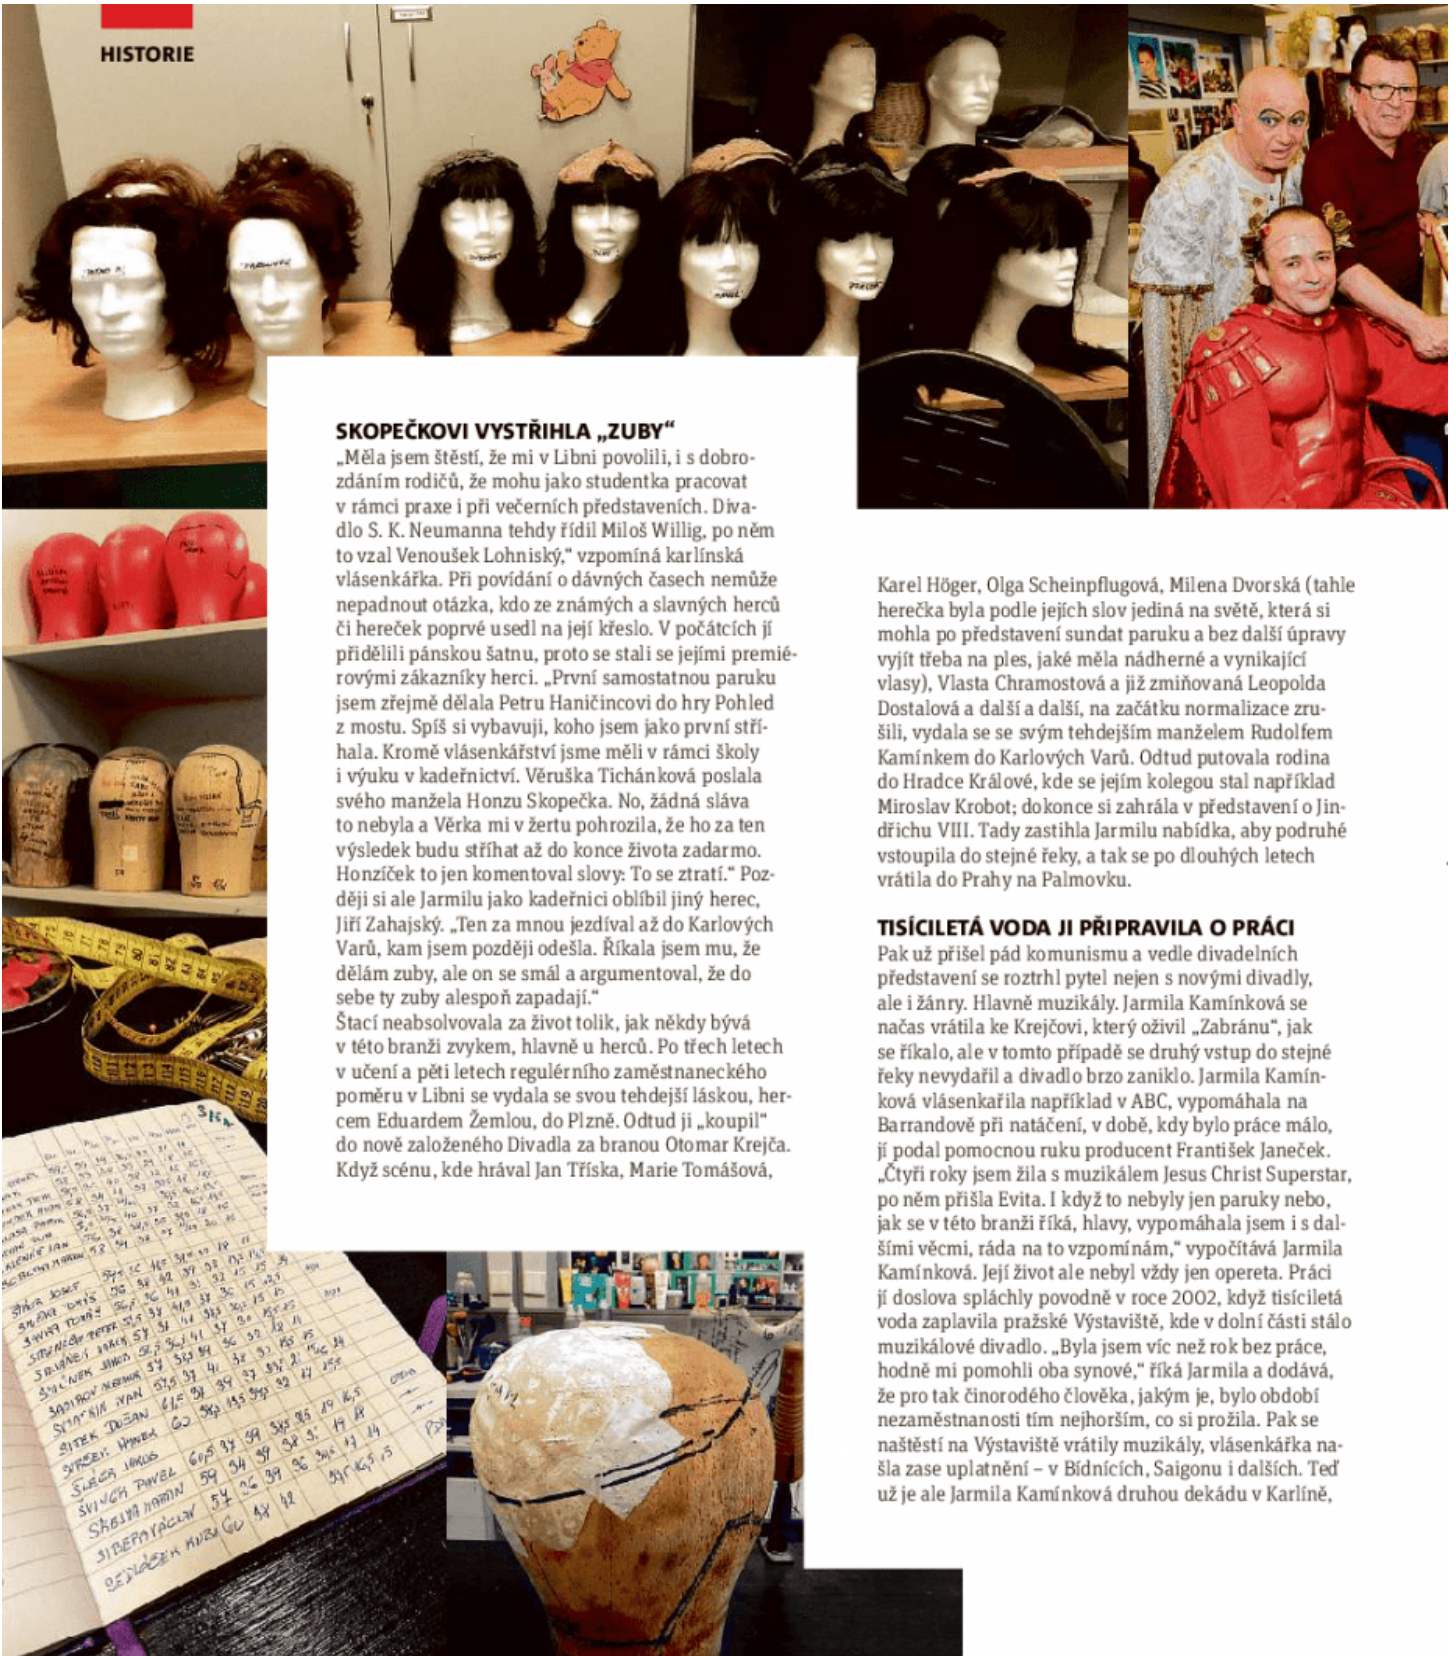 HISTORIE
SKOPEČKOVI VYSTŘIHLA „ZUBY“
„Měla jsem štěstí, že mi v Libni povolili, i s dobro-
zdáním rodičů, že mohu jako studentka pracovat
v rámci praxe i při večerních představeních. Diva-
dlo S. K. Neumanna tehdy řídil Miloš Willig, po něm
to vzal Venoušek Lohniský,“ vzpomíná karlínská
vlásenkářka. Při povídání o dávných časech nemůže
nepadnout otázka, kdo ze známých a slavných herců
či hereček poprvé usedl na její křeslo. V počátcích jí
přidělili pánskou šatnu, proto se stali se jejími premié-
rovými zákazníky herci. „První samostatnou paruku
jsem zřejmě dělala Petru Haničincovi do hry Pohled
z mostu. Spíš si vybavuji, koho jsem jako první stří-
hala. Kromě vlásenkářství jsme měli v rámci školy
i výuku v kadeřnictví. Věruška Tichánková poslala
svého manžela Honzu Skopečka. No, žádná sláva
to nebyla a Věrka mi v žertu pohrozila, že ho za ten
výsledek budu stříhat až do konce života zadarmo.
Honzíček to jen komentoval slovy: To se ztratí.“ Poz-
ději si ale Jarmilu jako kadeřnici oblíbil jiný herec,
Jiří Zahajský. „Ten za mnou jezdíval až do Karlových
Varů, kam jsem později odešla. Říkala jsem mu, že
dělám zuby, ale on se smál a argumentoval, že do
sebe ty zuby alespoň zapadají.“
Štací neabsolvovala za život tolik, jak někdy bývá
v této branži zvykem, hlavně u herců. Po třech letech
v učení a pěti letech regulérního zaměstnaneckého
poměru v Libni se vydala se svou tehdejší láskou, her-
cem Eduardem Žemlou, do Plzně. Odtud ji „koupil“
do nově založeného Divadla za branou Otomar Krejča.
Když scénu, kde hrával Jan Tříska, Marie Tomášová,
Karel Höger, Olga Scheinpflugová, Milena Dvorská (tahle
herečka byla podle jejích slov jediná na světě, která si
mohla po představení sundat paruku a bez další úpravy
vyjít třeba na ples, jaké měla nádherné a vynikající
vlasy), Vlasta Chramostová a již zmiňovaná Leopolda
Dostalová a další a další, na začátku normalizace zru-
šili, vydala se se svým tehdejším manželem Rudolfem
Kamínkem do Karlových Varů. Odtud putovala rodina
do Hradce Králové, kde se jejím kolegou stal například
Miroslav Krobot; dokonce si zahrála v představení o Jin-
dřichu VIII. Tady zastihla Jarmilu nabídka, aby podruhé
vstoupila do stejné řeky, a tak se po dlouhých letech
vrátila do Prahy na Palmovku.
TISÍCILETÁ VODA JI PŘIPRAVILA O PRÁCI
Pak už přišel pád komunismu a vedle divadelních
představení se roztrhl pytel nejen s novými divadly,
ale i žánry. Hlavně muzikály. Jarmila Kamínková se
načas vrátila ke Krejčovi, který oživil „Zabránu“, jak
se říkalo, ale v tomto případě se druhý vstup do stejné
řeky nevydařil a divadlo brzo zaniklo. Jarmila Kamín-
ková vlásenkařila například v ABC, vypomáhala na
Barrandově při natáčení, v době, kdy bylo práce málo,
jí podal pomocnou ruku producent František Janeček.
„Čtyři roky jsem žila s muzikálem Jesus Christ Superstar,
po něm přišla Evita. I když to nebyly jen paruky nebo,
jak se v této branži říká, hlavy, vypomáhala jsem i s dal-
šími věcmi, ráda na to vzpomínám,“ vypočítává Jarmila
Kamínková. Její život ale nebyl vždy jen opereta. Práci
jí doslova spláchly povodně v roce 2002, když tisíciletá
voda zaplavila pražské Výstaviště, kde v dolní části stálo
muzikálové divadlo. „Byla jsem víc než rok bez práce,
hodně mi pomohli oba synové,“ říká Jarmila a dodává,
že pro tak činorodého člověka, jakým je, bylo období
nezaměstnanosti tím nejhorším, co si prožila. Pak se
naštěstí na Výstaviště vrátily muzikály, vlásenkářka na-
šla zase uplatnění – v Bídnících, Saigonu i dalších. Teď
už je ale Jarmila Kamínková druhou dekádu v Karlíně,